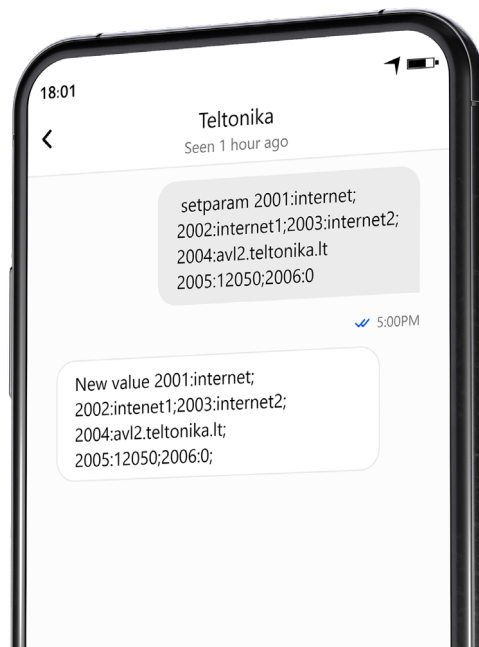 18:01
Teltonika
Seen 1 hour ago
setparam 2001:internet;
2002:internet1;2003:internet2;
2004:avl2.teltonika.lt
2005:12050;2006:0
5:00PM
New value 2001:internet;
2002:intenet1;2003:internet2;
2004:avl2.teltonika.lt;
2005:12050;2006:0;